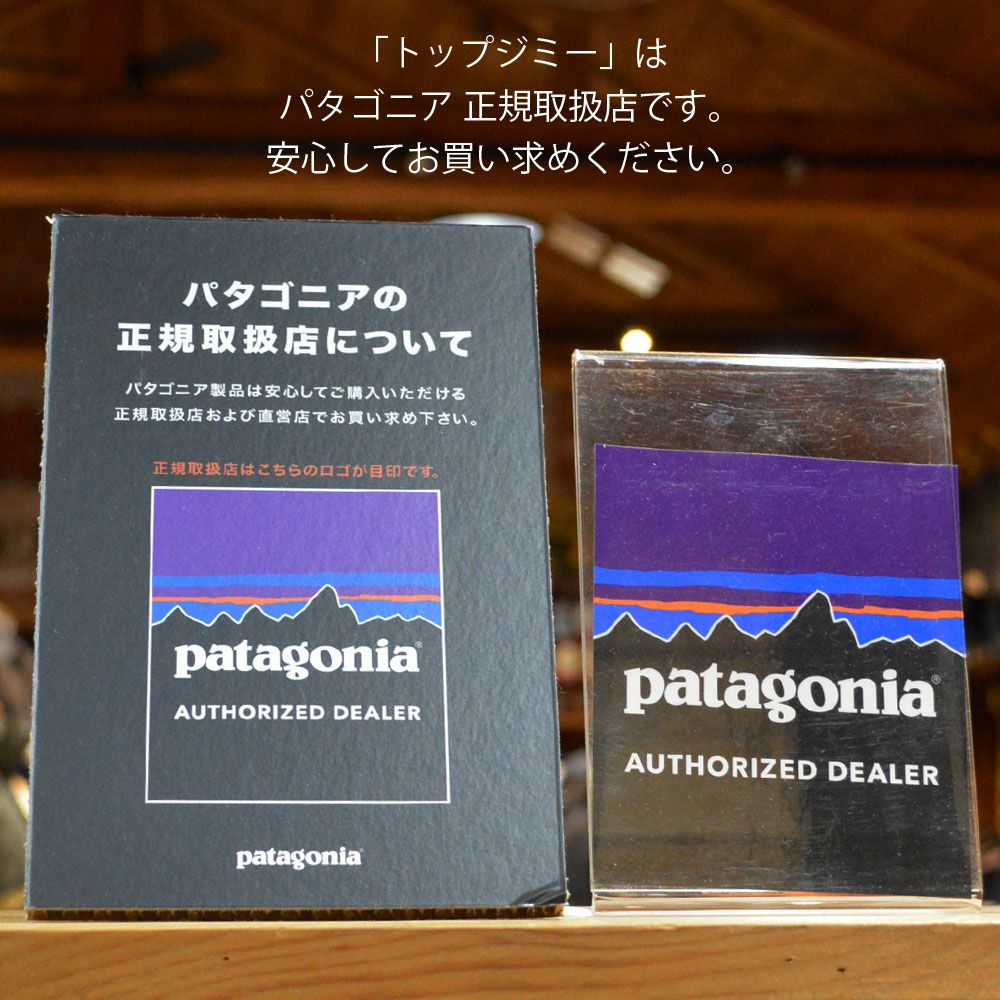 「トップジミー」は
パタゴニア 正規取扱店です。
安心してお買い求めください。
パタゴニアの
正規取扱店について
パタゴニア製品は安心してご購入いただける
正規取扱店および直営店でお買い求め下さい。
正規取扱店はこちらのロゴが目印です。
patagonia®
AUTHORIZED DEALER
patagonia®
patagonia®
AUTHORIZED DEALER